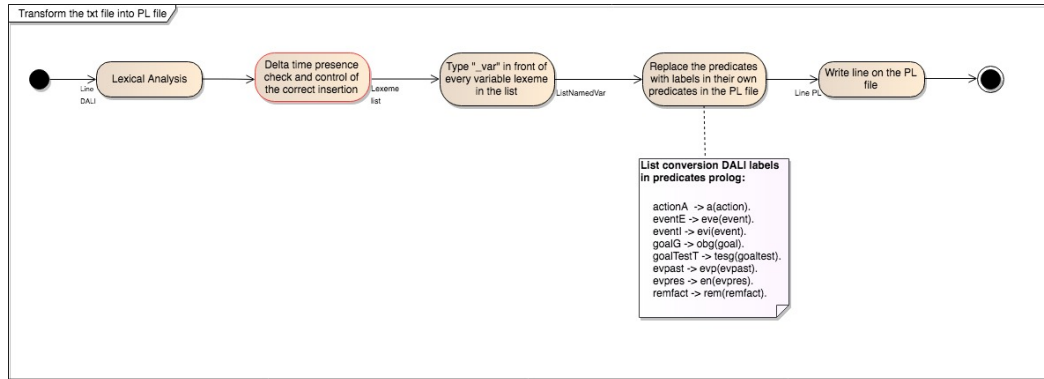 Transform the txt file into PL file
Line
DALI
Lexical Analysis
Delta time presence
check and control of
the correct insertion
Lexeme
list
Type "_var" in front of
every variable lexeme
in the list
ListNamedVar
Replace the predicates
with labels in their own
predicates in the PL file
Line PL
Write line on the PL
file
List conversion DALI labels
in predicates prolog:
actionA -> a(action).
eventE -> eve(event).
eventI -> evi(event).
goalG -> obg(goal).
goalTestT -> tesg(goaltest).
evpast -> evp(evpast).
evpres -> en(evpres).
remfact -> rem(remfact).